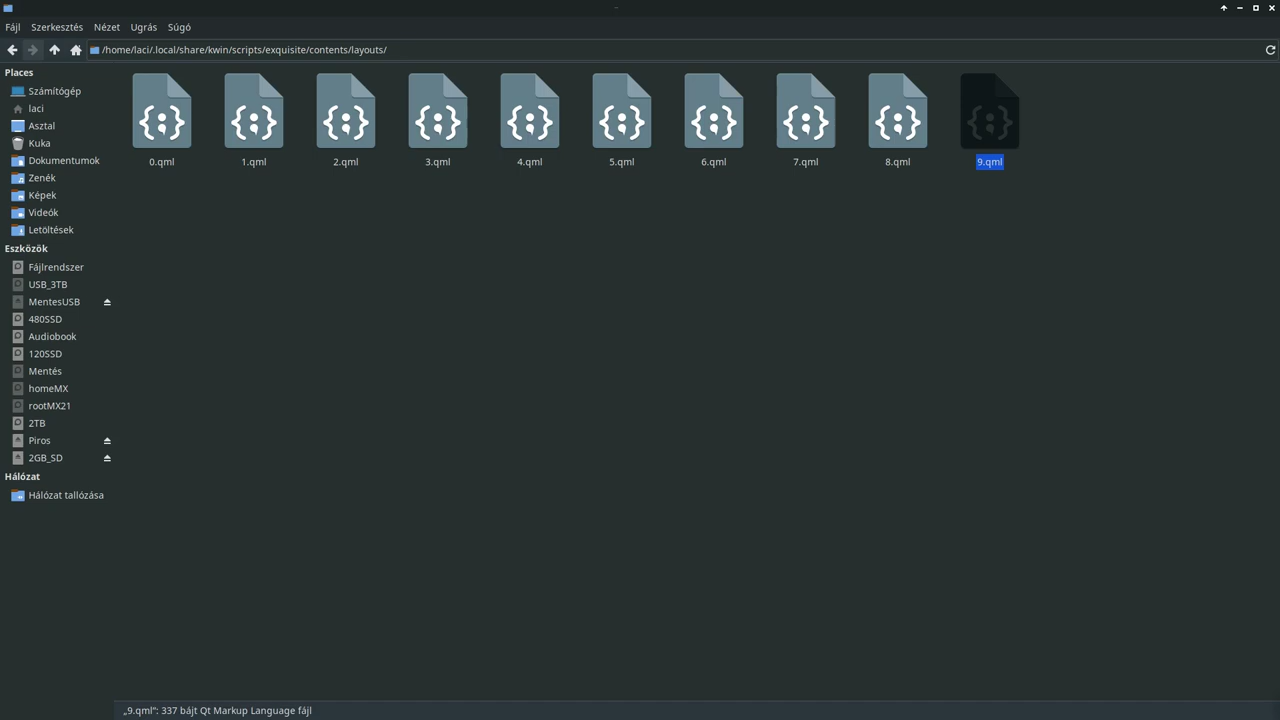 Fájl Szerkesztés Nézet Ugrás Súgó
/home/laci/.local/share/kwin/scripts/exquisite/contents/layouts/
Places
Számítógép
laci
Asztal
Kuka
Dokumentumok
Zenék
Képek
Videók
Letöltések
Eszközök
Fájlrendszer
USB_3TB
MentesUSB
480SSD
Audiobook
120SSD
Mentés
homeMX
rootMX21
2TB
Piros
2GB_SD
Hálózat
Hálózat tallózása
0.qml 1.qml 2.qml 3.qml 4.qml 5.qml 6.qml 7.qml 8.qml 9.qml
„9.qml”: 337 bájt Qt Markup Language fájl